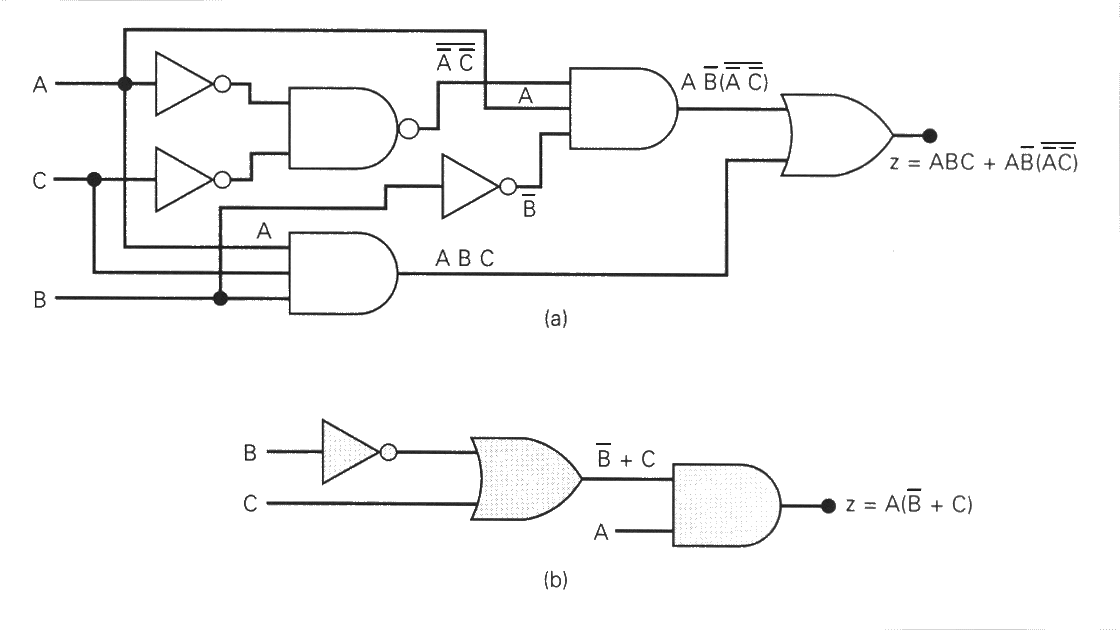 A̅̅ ̅C̅̅
A
A B̅(A̅̅ ̅C̅̅)
A
C
z = ABC + AB̅(A̅̅C̅̅)
B̅
A
A B C
B
(a)
B
B̅ + C
C
z = A(B̅ + C)
A
(b)